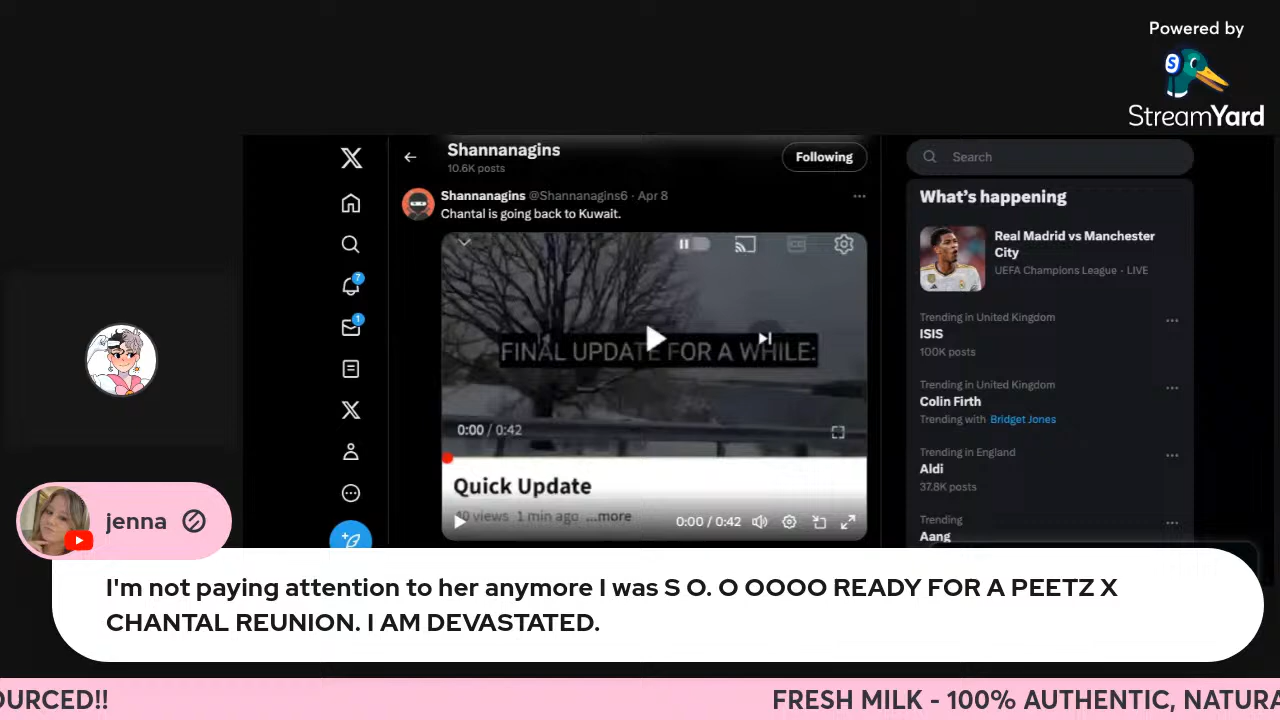 Powered by
StreamYard
Shannanagins
10.6K posts
Following
Search
Shannanagins @Shannanagins6 · Apr 8
Chantal is going back to Kuwait.
What's happening
Real Madrid vs Manchester
City
UEFA Champions League · LIVE
7
1
FINAL UPDATE FOR A WHILE:
0:00 / 0:42
Quick Update
40 views 1 min ago ...more
0:00 / 0:42
Trending in United Kingdom
ISIS
100K posts
Trending in United Kingdom
Colin Firth
Trending with Bridget Jones
Trending in England
Aldi
37.8K posts
Trending
Aang
jenna
I'm not paying attention to her anymore I was S O. O OOOO READY FOR A PEETZ X
CHANTAL REUNION. I AM DEVASTATED.
OURCED!! FRESH MILK - 100% AUTHENTIC, NATURA